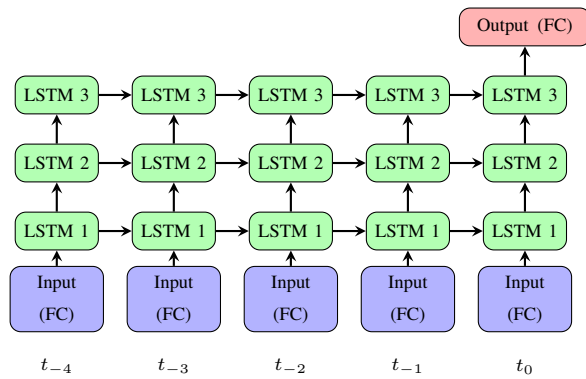 Output (FC)
LSTM 3 LSTM 3 LSTM 3 LSTM 3 LSTM 3
LSTM 2 LSTM 2 LSTM 2 LSTM 2 LSTM 2
LSTM 1 LSTM 1 LSTM 1 LSTM 1 LSTM 1
Input Input Input Input Input
(FC) (FC) (FC) (FC) (FC)
t₋₄ t₋₃ t₋₂ t₋₁ t₀